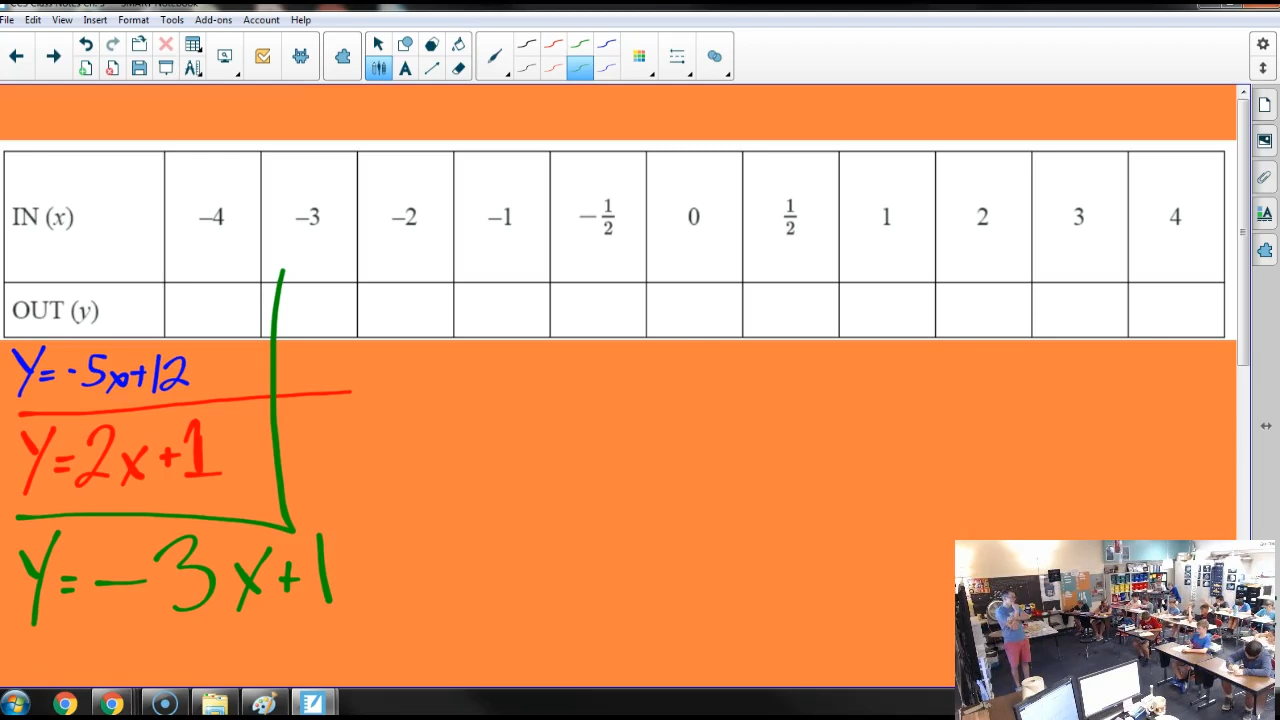 File Edit View Insert Format Tools Add-ons Account Help
IN (x) –4 –3 –2 –1 –1/2 0 1/2 1 2 3 4
OUT (y)
Y=-5x+12
Y=2x+1
Y=-3x+1